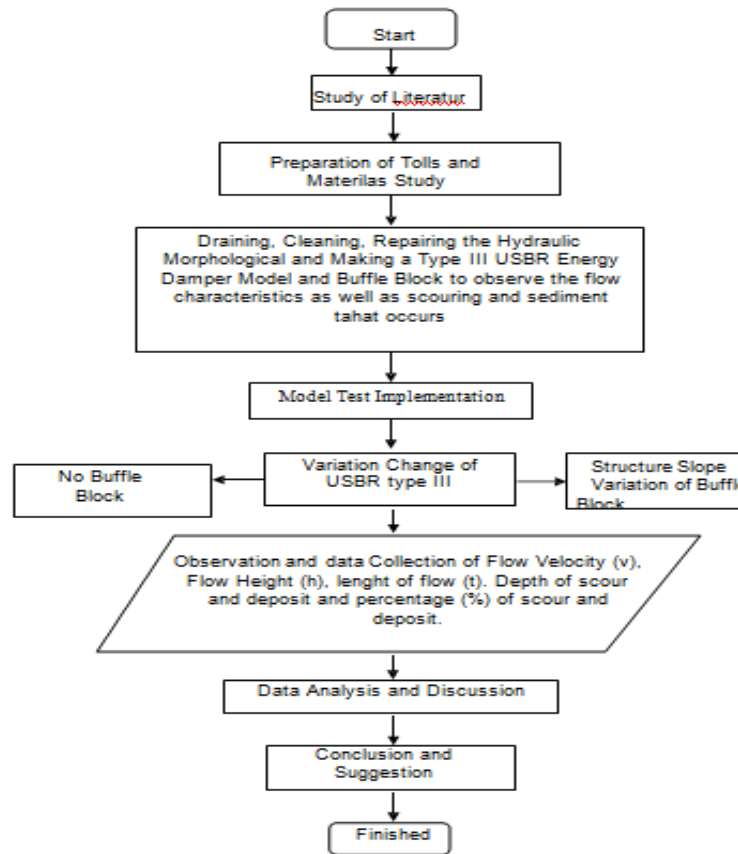 Start
Study of Literatur
Preparation of Tolls and
Materilas Study
Draining, Cleaning, Repairing the Hydraulic
Morphological and Making a Type III USBR Energy
Damper Model and Buffle Block to observe the flow
characteristics as well as scouring and sediment
tahat occurs
Model Test Implementation
No Buffle
Block
Variation Change of
USBR type III
Structure Slope
Variation of Buffle
Block
Observation and data Collection of Flow Velocity (v),
Flow Height (h), lenght of flow (t). Depth of scour
and deposit and percentage (%) of scour and
deposit.
Data Analysis and Discussion
Conclusion and
Suggestion
Finished